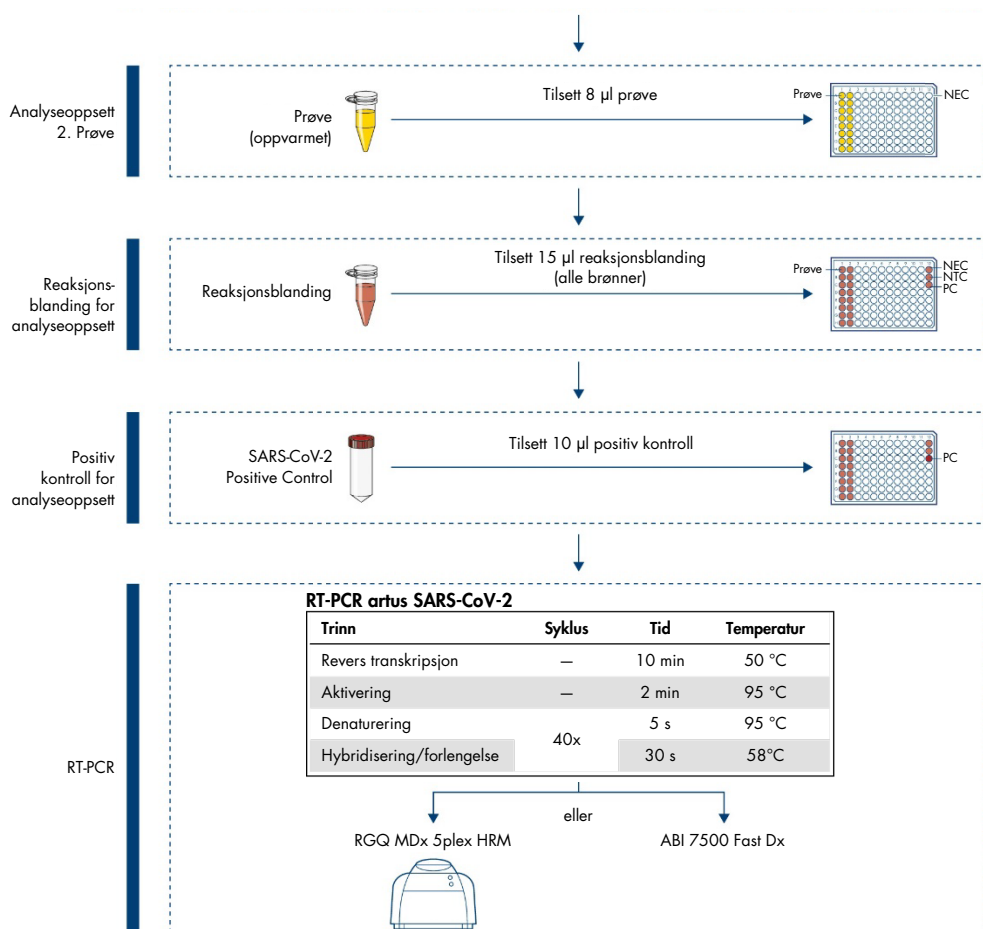 Analyseoppsett
2. Prøve
Prøve
(oppvarmet)
Tilsett 8 µl prøve
Prøve
NEC
Reaksjons-
blanding for
analyseoppsett
Reaksjonsblanding
Tilsett 15 µl reaksjonsblanding
(alle brønner)
Prøve
NEC
NTC
PC
Positiv
kontroll for
analyseoppsett
SARS-CoV-2
Positive Control
Tilsett 10 µl positiv kontroll
PC
RT-PCR
RT-PCR artus SARS-CoV-2
Trinn Syklus Tid Temperatur
Revers transkripsjon — 10 min 50 °C
Aktivering — 2 min 95 °C
Denaturering 5 s 95 °C
40x
Hybridisering/forlengelse 30 s 58°C
eller
RGQ MDx 5plex HRM ABI 7500 Fast Dx